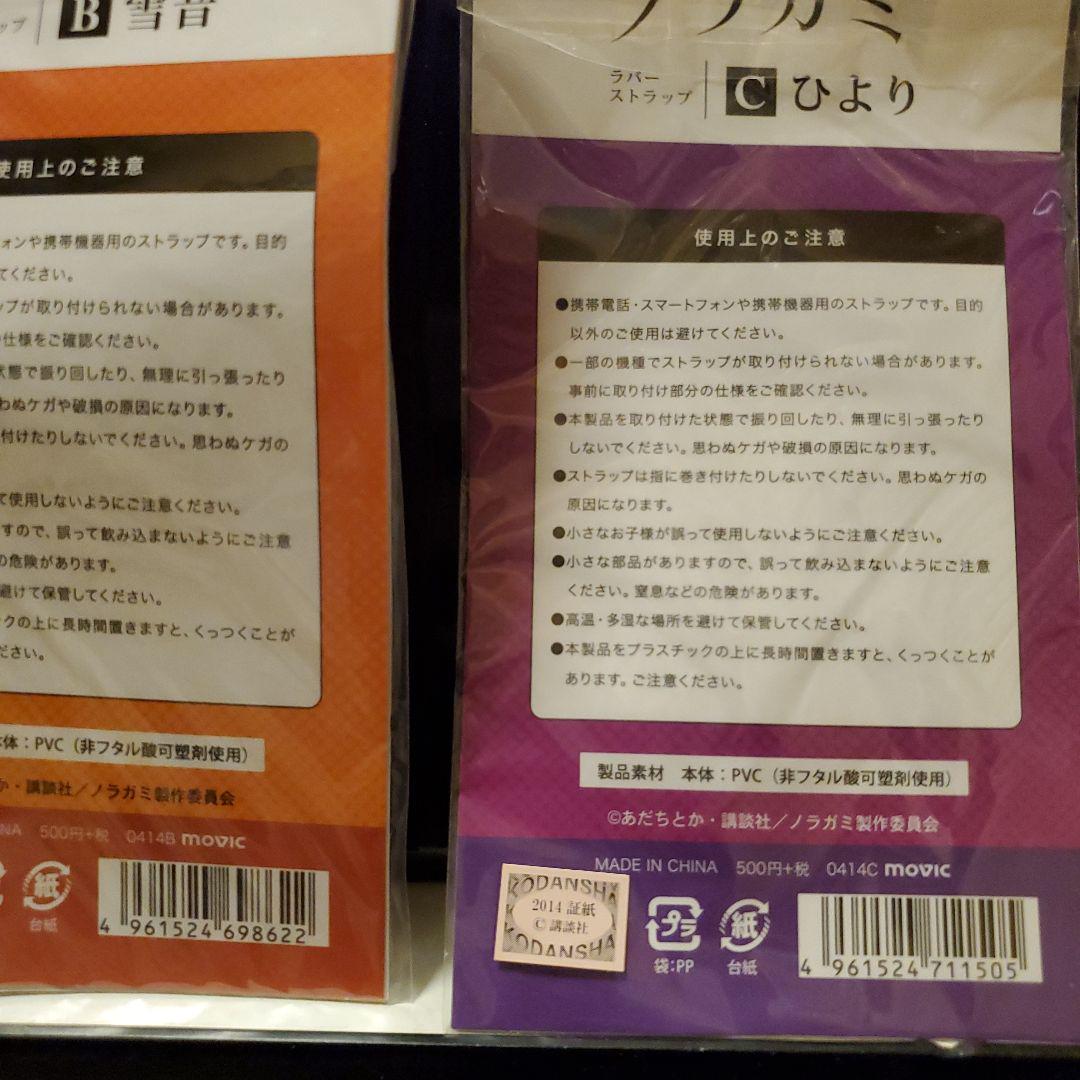 ップ B 雪音
使用上のご注意
ォンや携帯機器用のストラップです。目的
てください。
ップが取り付けられない場合があります。
仕様をご確認ください。
状態で振り回したり、無理に引っ張ったり
わぬケガや破損の原因になります。
付けたりしないでください。思わぬケガの
て使用しないようにご注意ください。
すので、誤って飲み込まないようにご注意
の危険があります。
避けて保管してください。
クの上に長時間置きますと、くっつくことが
ださい。
体：PVC（非フタル酸可塑剤使用）
か・講談社／ノラガミ製作委員会
NA 500円+税 0414B movic
紙
台紙
4 961524 698622
ノラガミ
ラバー
ストラップ
C ひより
使用上のご注意
●携帯電話・スマートフォンや携帯機器用のストラップです。目的
以外のご使用は避けてください。
●一部の機種でストラップが取り付けられない場合があります。
事前に取り付け部分の仕様をご確認ください。
●本製品を取り付けた状態で振り回したり、無理に引っ張ったり
しないでください。思わぬケガや破損の原因になります。
●ストラップは指に巻き付けたりしないでください。思わぬケガの
原因になります。
●小さなお子様が誤って使用しないようにご注意ください。
●小さな部品がありますので、誤って飲み込まないようにご注意
ください。窒息などの危険があります。
●高温・多湿な場所を避けて保管してください。
●本製品をプラスチックの上に長時間置きますと、くっつくことが
あります。ご注意ください。
製品素材 本体：PVC（非フタル酸可塑剤使用）
©あだちとか・講談社／ノラガミ製作委員会
MADE IN CHINA 500円+税 0414C movic
KODANSHA
2014 証紙
© 講談社
KODANSHA
プラ 紙
袋：PP 台紙
4 961524 711505